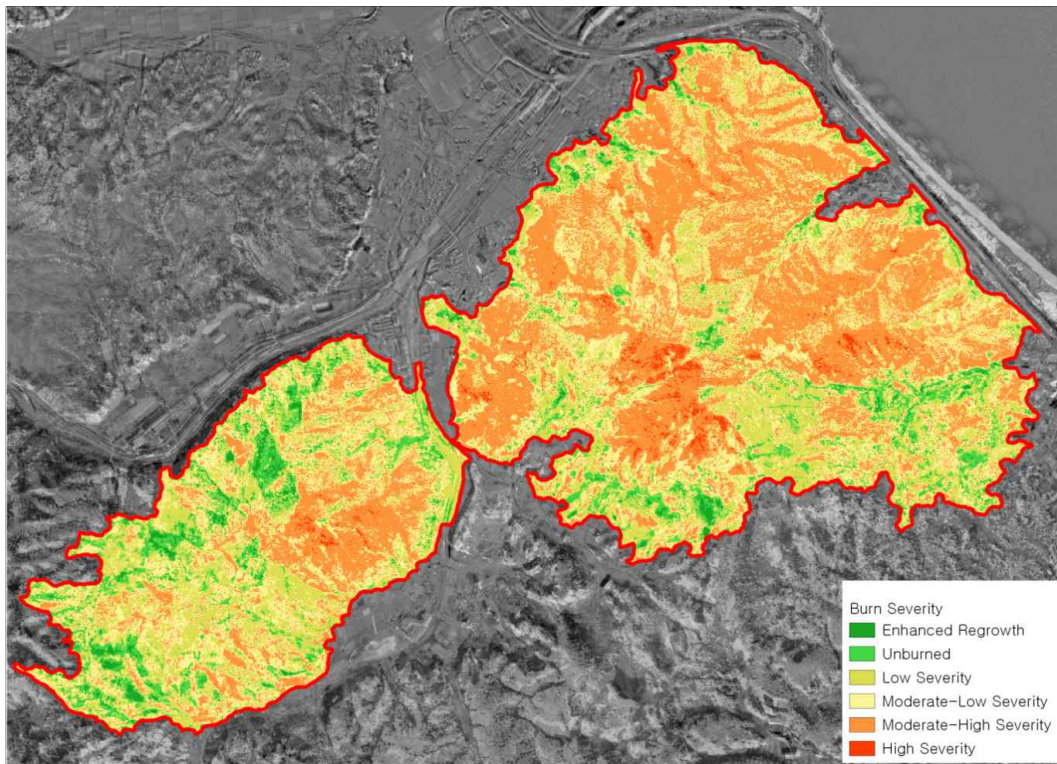 Burn Severity
Enhanced Regrowth
Unburned
Low Severity
Moderate-Low Severity
Moderate-High Severity
High Severity